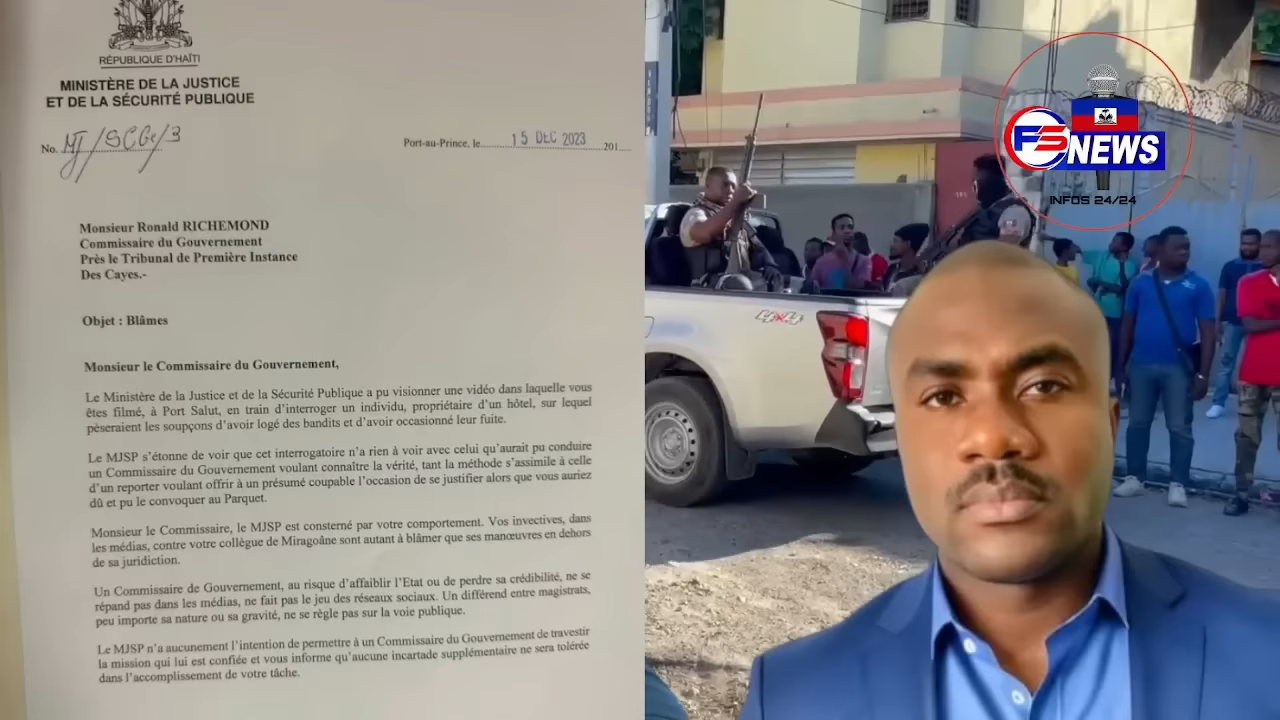 RÉPUBLIQUE D'HAÏTI
MINISTÈRE DE LA JUSTICE
ET DE LA SÉCURITÉ PUBLIQUE
No. MJ/SCGy/3
Port-au-Prince, le 15 DEC 2023 201
Monsieur Ronald RICHEMOND
Commissaire du Gouvernement
Près le Tribunal de Première Instance
Des Cayes.-
Objet : Blâmes
Monsieur le Commissaire du Gouvernement,
Le Ministère de la Justice et de la Sécurité Publique a pu visionner une vidéo dans laquelle vous
êtes filmé, à Port Salut, en train d'interroger un individu, propriétaire d'un hôtel, sur lequel
pèseraient les soupçons d'avoir logé des bandits et d'avoir occasionné leur fuite.
Le MJSP s'étonne de voir que cet interrogatoire n'a rien à voir avec celui qu'aurait pu conduire
un Commissaire du Gouvernement voulant connaître la vérité, tant la méthode s'assimile à celle
d'un reporter voulant offrir à un présumé coupable l'occasion de se justifier alors que vous auriez
dû et pu le convoquer au Parquet.
Monsieur le Commissaire, le MJSP est consterné par votre comportement. Vos invectives, dans
les médias, contre votre collègue de Miragoâne sont autant à blâmer que ses manœuvres en dehors
de sa juridiction.
Un Commissaire de Gouvernement, au risque d'affaiblir l'Etat ou de perdre sa crédibilité, ne se
répand pas dans les médias, ne fait pas le jeu des réseaux sociaux. Un différend entre magistrats,
peu importe sa nature ou sa gravité, ne se règle pas sur la voie publique.
Le MJSP n'a aucunement l'intention de permettre à un Commissaire du Gouvernement de travestir
la mission qui lui est confiée et vous informe qu'aucune incartade supplémentaire ne sera tolérée
dans l'accomplissement de votre tâche.
FS NEWS
INFOS 24/24
4x4